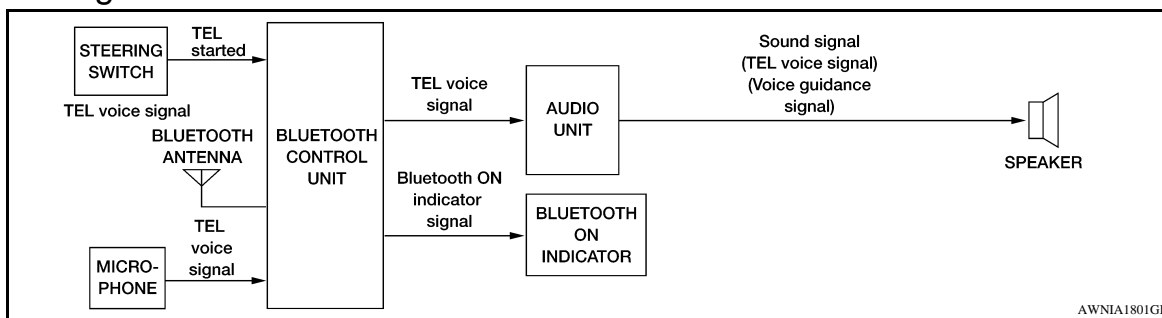 TEL
started
STEERING
SWITCH
TEL voice signal
BLUETOOTH
ANTENNA
TEL
voice
signal
MICRO-
PHONE
BLUETOOTH
CONTROL
UNIT
TEL voice
signal
Bluetooth ON
indicator
signal
AUDIO
UNIT
BLUETOOTH
ON
INDICATOR
Sound signal
(TEL voice signal)
(Voice guidance
signal)
SPEAKER